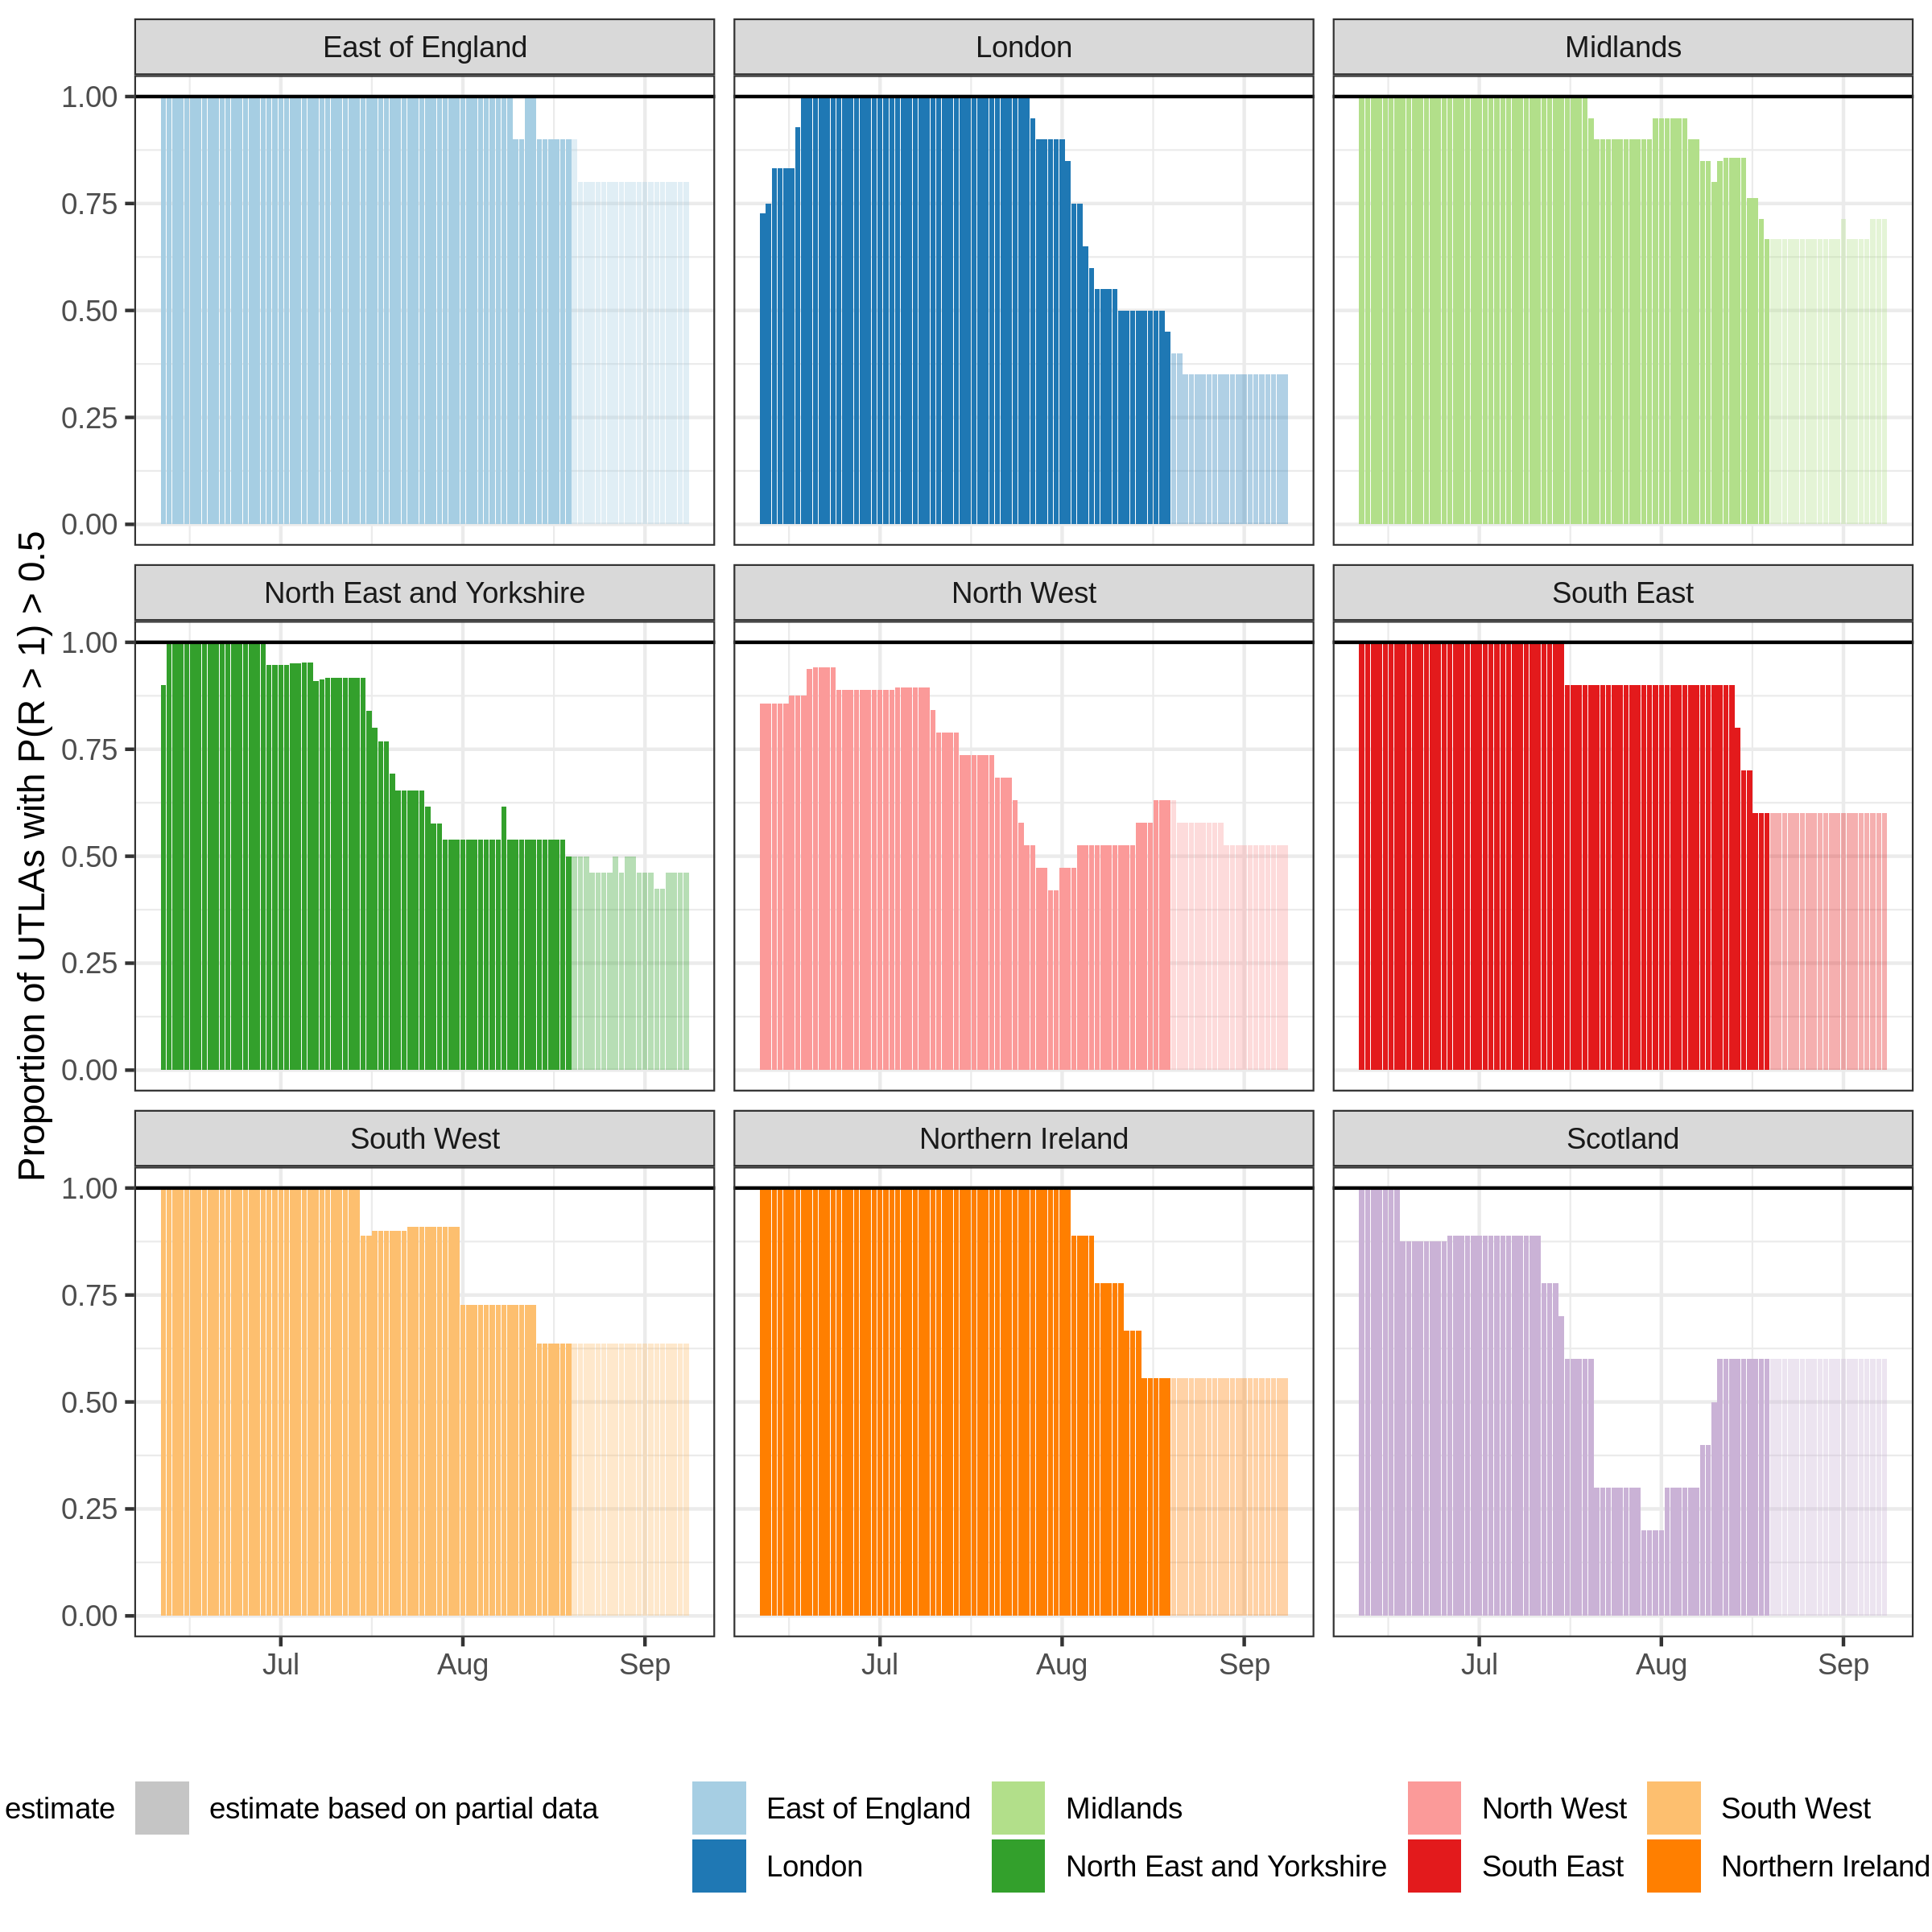 East of England
London
Midlands
1.00
0.75
0.50
0.25
0.00
North East and Yorkshire
North West
South East
1.00
0.75
0.50
0.25
0.00
South West
Northern Ireland
Scotland
1.00
0.75
0.50
0.25
0.00
Jul Aug Sep
Jul Aug Sep
Jul Aug Sep
Proportion of UTLAs with P(R > 1) > 0.5
estimate
estimate based on partial data
East of England
London
Midlands
North East and Yorkshire
North West
South East
South West
Northern Ireland